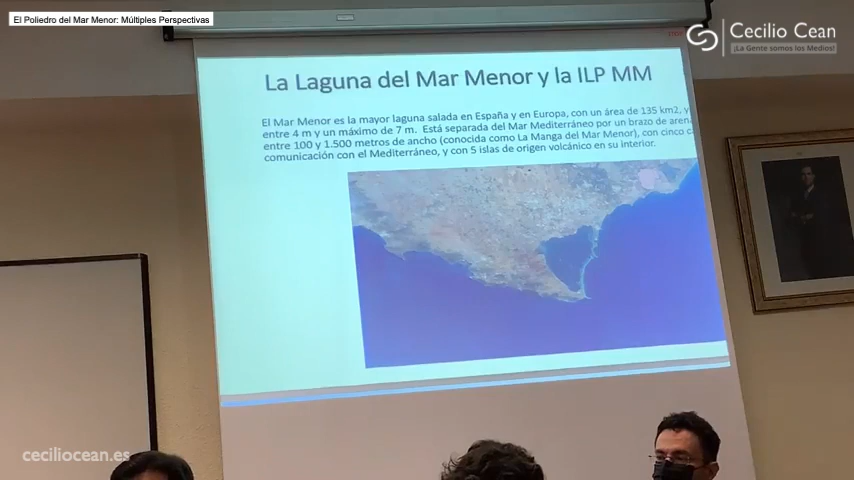 El Poliedro del Mar Menor: Múltiples Perspectivas
Cecilio Cean
¡La Gente somos los Medios!
La Laguna del Mar Menor y la ILP MM
El Mar Menor es la mayor laguna salada en España y en Europa, con un área de 135 km2, y
entre 4 m y un máximo de 7 m. Está separada del Mar Mediterráneo por un brazo de aren
entre 100 y 1.500 metros de ancho (conocida como La Manga del Mar Menor), con cinco c
comunicación con el Mediterráneo, y con 5 islas de origen volcánico en su interior.
ceciliocean.es